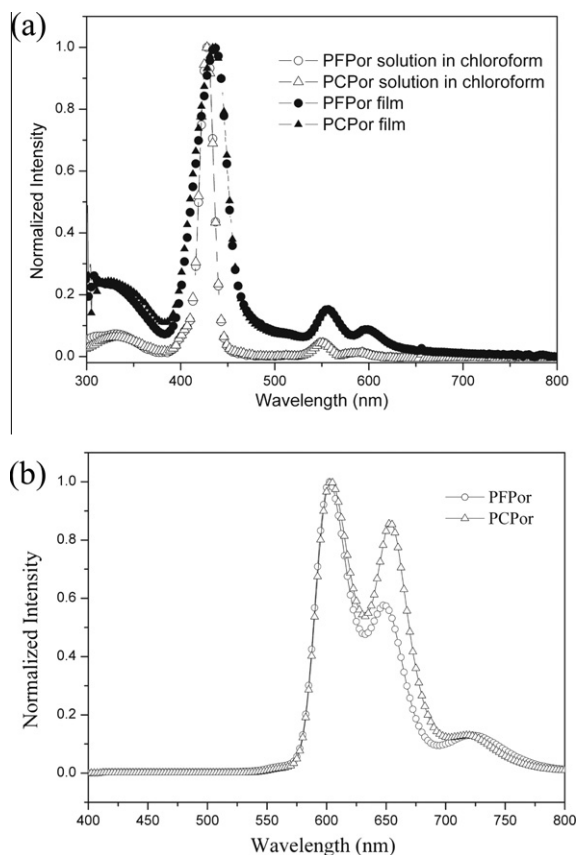 (a)
1.0
0.8
0.6
0.4
0.2
0.0
Normalized Intensity
PFPor solution in chloroform
PCPor solution in chloroform
PFPor film
PCPor film
300 400 500 600 700 800
Wavelength (nm)
(b)
1.0
0.8
0.6
0.4
0.2
0.0
Normalized Intensity
PFPor
PCPor
400 450 500 550 600 650 700 750 800
Wavelength (nm)